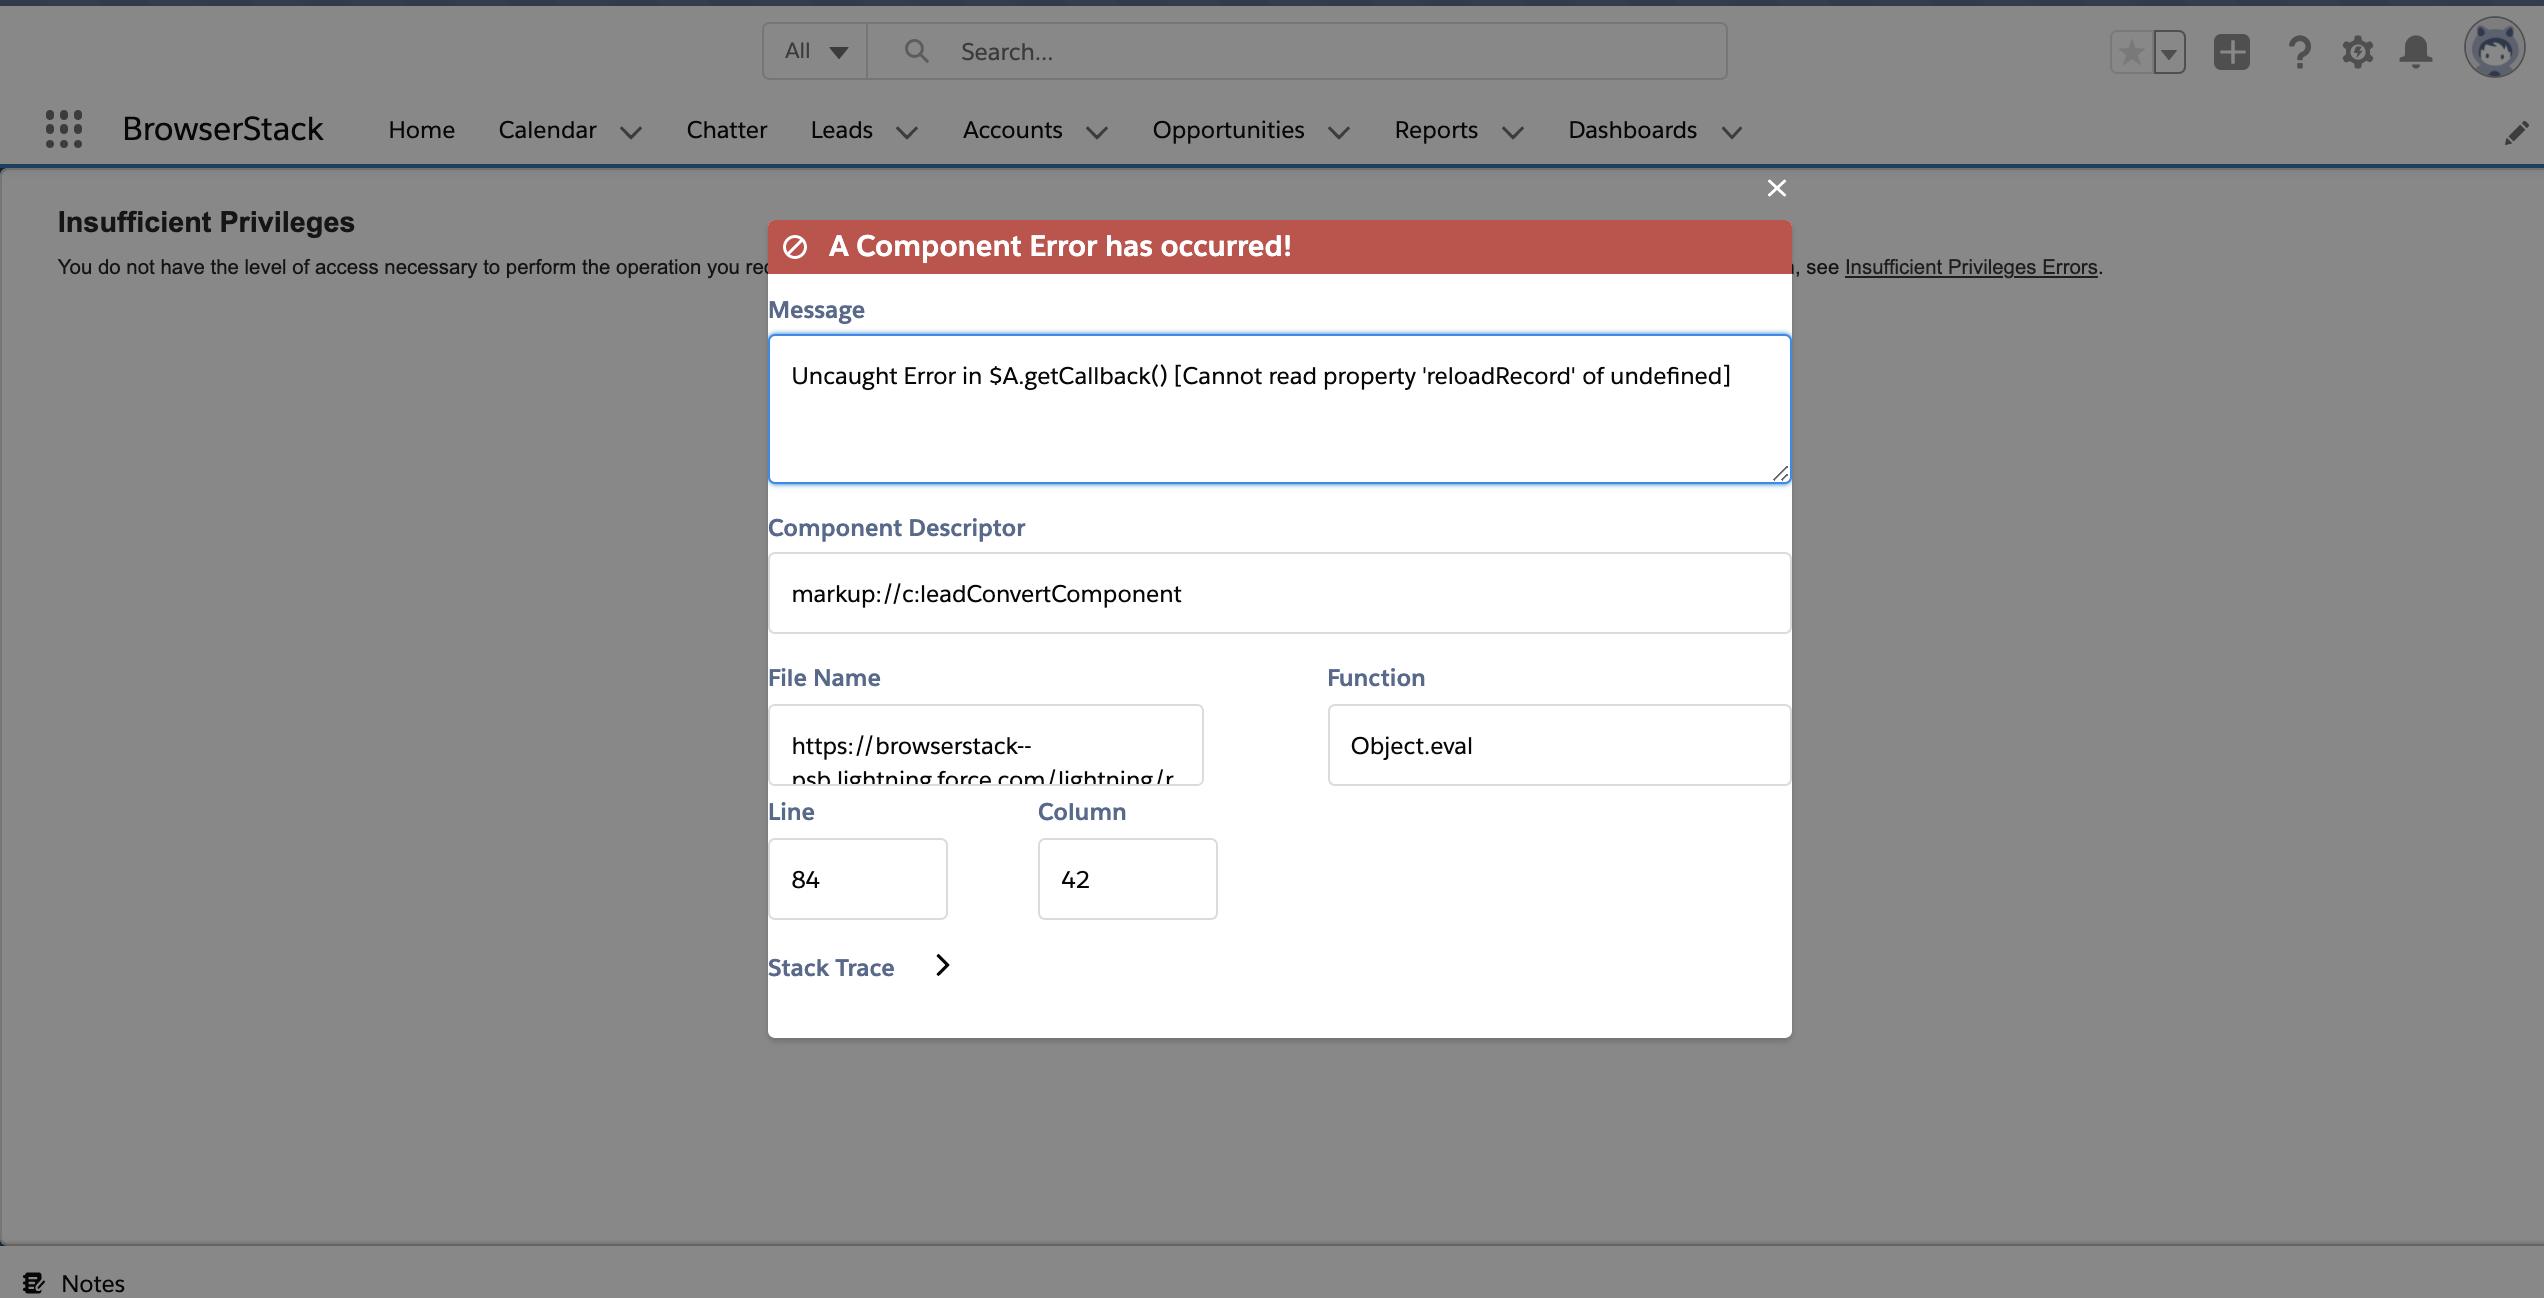 All
Search...
BrowserStack
Home
Calendar
Chatter
Leads
Accounts
Opportunities
Reports
Dashboards
Insufficient Privileges
You do not have the level of access necessary to perform the operation you
, see Insufficient Privileges Errors.
A Component Error has occurred!
Message
Uncaught Error in $A.getCallback() [Cannot read property 'reloadRecord' of undefined]
Component Descriptor
markup://c:leadConvertComponent
File Name
Function
https://browserstack--
psb.lightning.force.com/lightning/r
Object.eval
Line
Column
84
42
Stack Trace
Notes